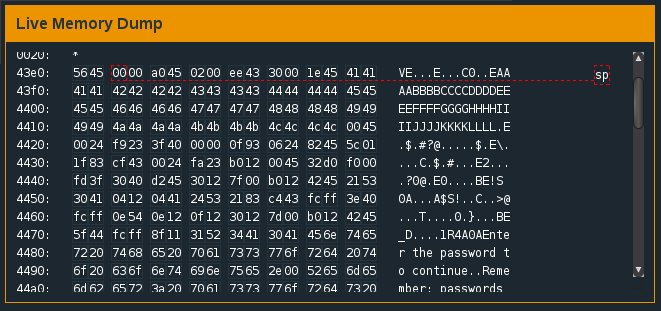 Live Memory Dump
0020: *
43e0: 5645 0000 a045 0200 ee43 3000 1e45 4141 VE...E...C0..EAA sp
43f0: 4141 4242 4242 4343 4343 4444 4444 4545 AABBBBCCCCDDDDEE
4400: 4545 4646 4646 4747 4747 4848 4848 4949 EEFFFFGGGGHHHHII
4410: 4949 4a4a 4a4a 4b4b 4b4b 4c4c 4c4c 0045 IIJJJJKKKKLLLL.E
4420: 0024 f923 3f40 0000 0f93 0624 8245 5c01 .$.#?@.....$.E\.
4430: 1f83 cf43 0024 fa23 b012 0045 32d0 f000 ...C.$.#...E2...
4440: fd3f 3040 d245 3012 7f00 b012 4245 2153 .?0@.E0....BE!S
4450: 3041 0412 0441 2453 2183 c443 fcff 3e40 0A...A$S!..C..>@
4460: fcff 0e54 0e12 0f12 3012 7d00 b012 4245 ...T....0.}...BE
4470: 5f44 fcff 8f11 3152 3441 3041 456e 7465 _D....1R4A0AEnte
4480: 7220 7468 6520 7061 7373 776f 7264 2074 r the password t
4490: 6f20 636f 6e74 696e 7565 2e00 5265 6d65 o continue..Reme
44a0: 6d62 6572 3a20 7061 7373 776f 7264 7320 mber: passwords